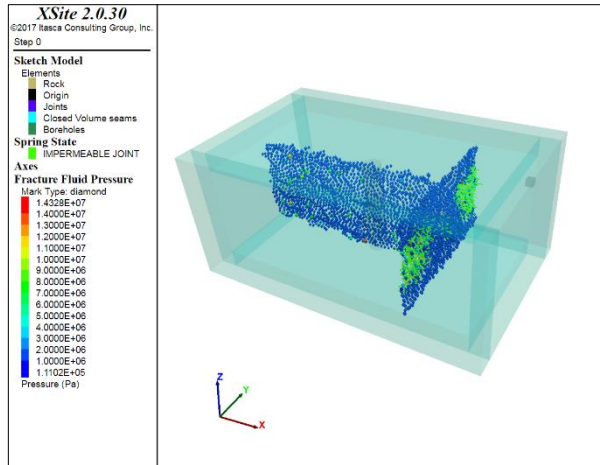 XSite 2.0.30
©2017 Itasca Consulting Group, Inc.
Step 0
Sketch Model
Elements
Rock
Origin
Joints
Closed Volume seams
Boreholes
Spring State
IMPERMEABLE JOINT
Axes
Fracture Fluid Pressure
Mark Type: diamond
1.4328E+07
1.4000E+07
1.3000E+07
1.2000E+07
1.1000E+07
1.0000E+07
9.0000E+06
8.0000E+06
7.0000E+06
6.0000E+06
5.0000E+06
4.0000E+06
3.0000E+06
2.0000E+06
1.0000E+06
1.1102E+05
Pressure (Pa)
Z
Y
X